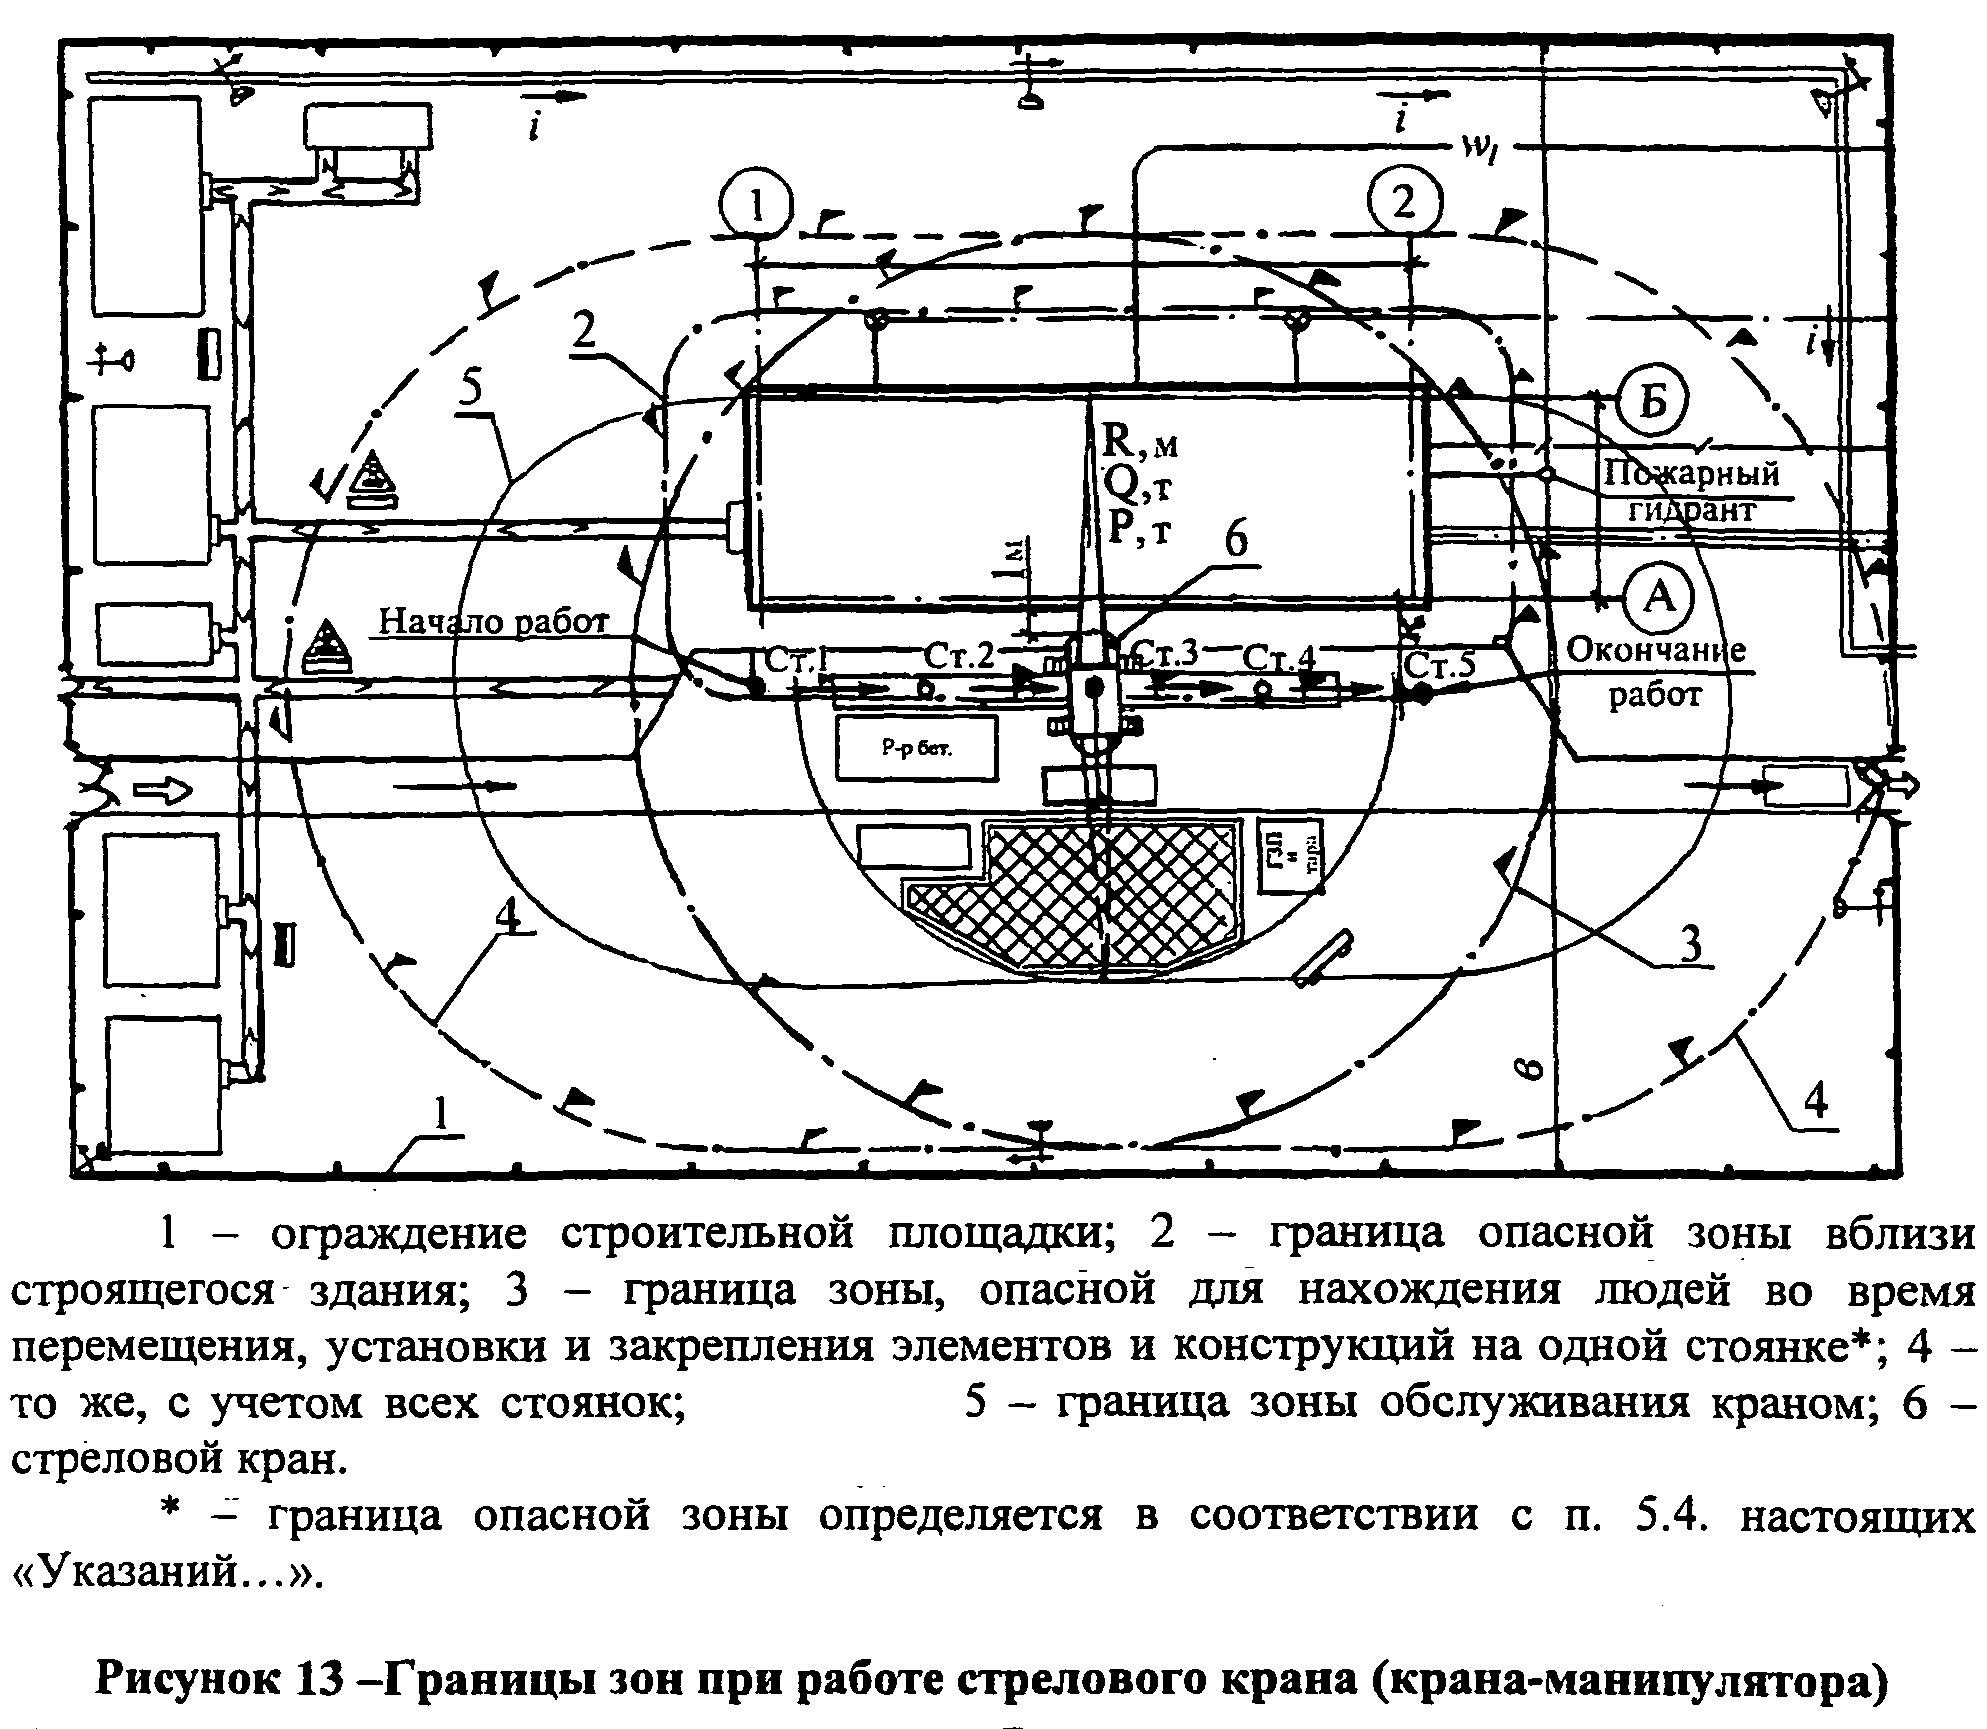 i
i
w₁
1
2
2
5
Б
R, м
Q, т
P, т
Пожарный
гидрант
6
1м
i
А
Начало работ
Ст.1
Ст.2
Ст.3
Ст.4
Ст.5
Окончание
работ
Р-р бет.
ГЗП
и
тара
4
3
в
4
1
1 – ограждение строительной площадки; 2 – граница опасной зоны вблизи
строящегося здания; 3 – граница зоны, опасной для нахождения людей во время
перемещения, установки и закрепления элементов и конструкций на одной стоянке*; 4 –
то же, с учетом всех стоянок; 5 – граница зоны обслуживания краном; 6 –
стреловой кран.
* – граница опасной зоны определяется в соответствии с п. 5.4. настоящих
«Указаний...».
Рисунок 13 –Границы зон при работе стрелового крана (крана-манипулятора)